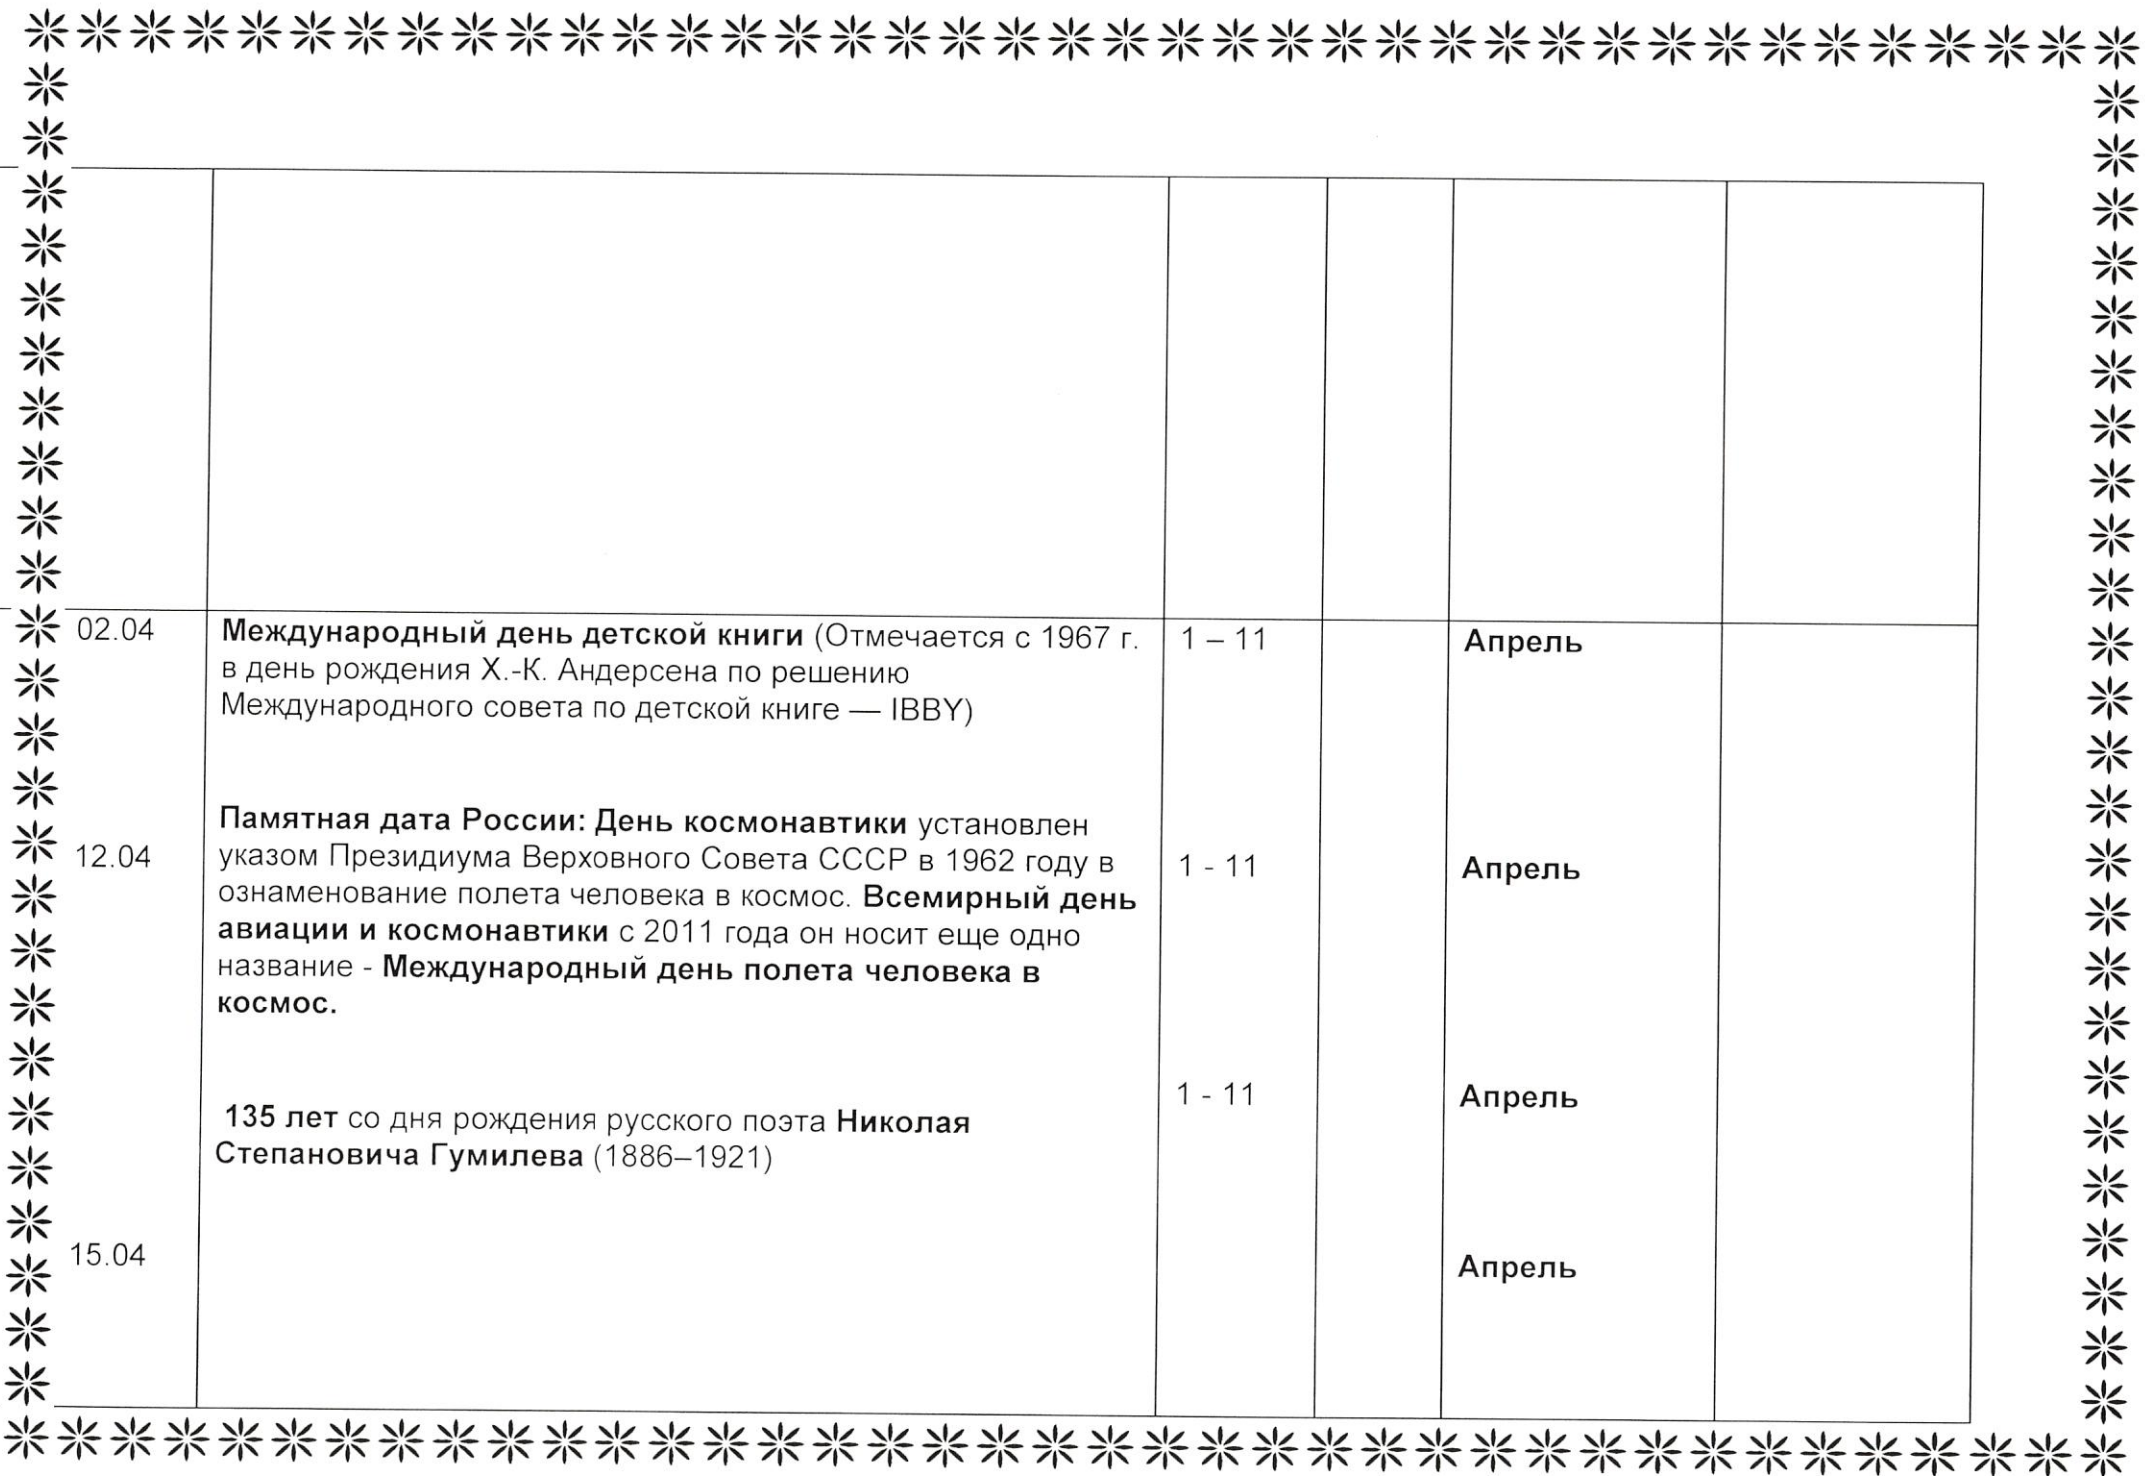 02.04
Международный день детской книги (Отмечается с 1967 г.
в день рождения Х.-К. Андерсена по решению
Международного совета по детской книге — IBBY)
1 – 11
Апрель
12.04
Памятная дата России: День космонавтики установлен
указом Президиума Верховного Совета СССР в 1962 году в
ознаменование полета человека в космос. Всемирный день
авиации и космонавтики с 2011 года он носит еще одно
название - Международный день полета человека в
космос.
1 - 11
Апрель
135 лет со дня рождения русского поэта Николая
Степановича Гумилева (1886–1921)
1 - 11
Апрель
15.04
Апрель